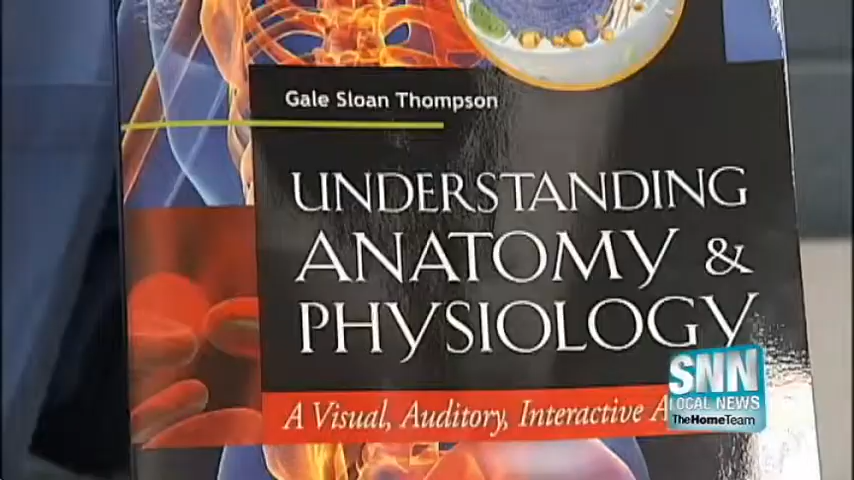 Gale Sloan Thompson
UNDERSTANDING
ANATOMY &
PHYSIOLOGY
A Visual, Auditory, Interactive
SNN
LOCAL NEWS
TheHomeTeam